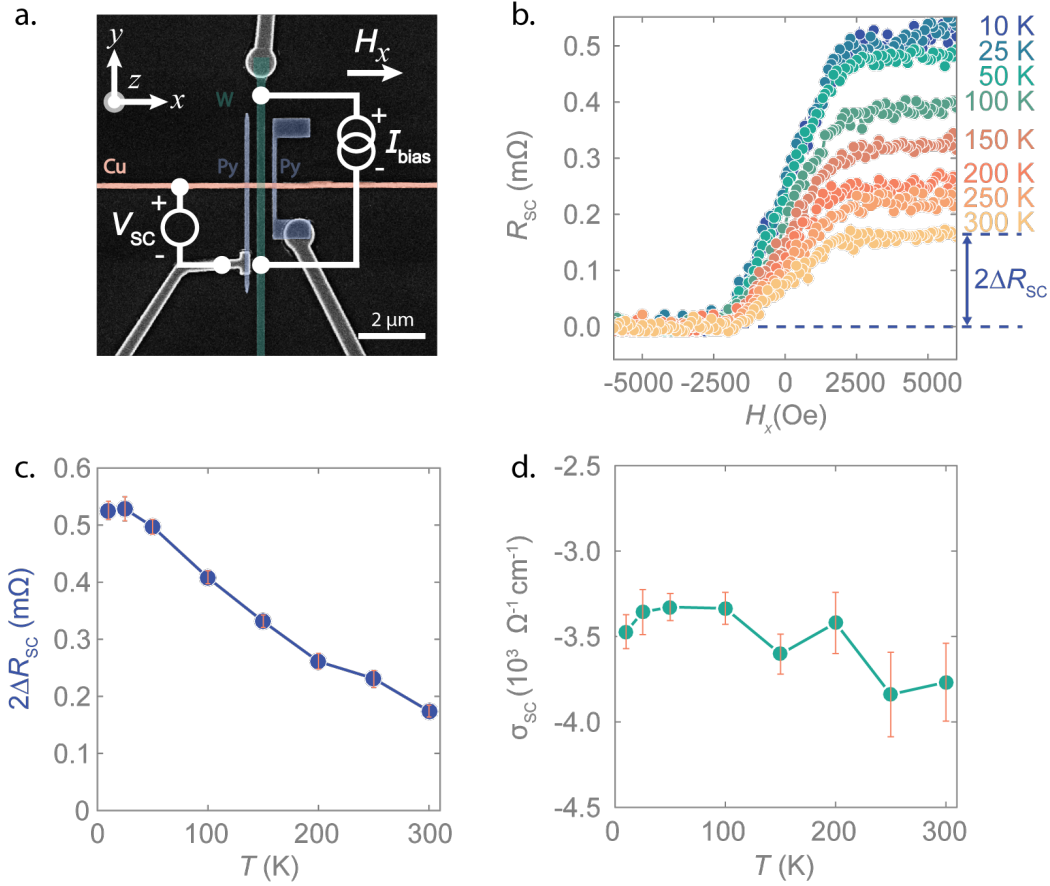 a.
y
z
x
H_x
W
+
I_bias
-
Py
Py
Cu
+
V_SC
-
2 μm
b.
R_SC (mΩ)
0.5
0.4
0.3
0.2
0.1
0.0
-5000 -2500 0 2500 5000
H_x(Oe)
10 K
25 K
50 K
100 K
150 K
200 K
250 K
300 K
2ΔR_SC
c.
2ΔR_SC (mΩ)
0.6
0.5
0.4
0.3
0.2
0.1
0
0 100 200 300
T (K)
d.
σ_SC (10³ Ω⁻¹ cm⁻¹)
-2.5
-3.0
-3.5
-4.0
-4.5
0 100 200 300
T (K)